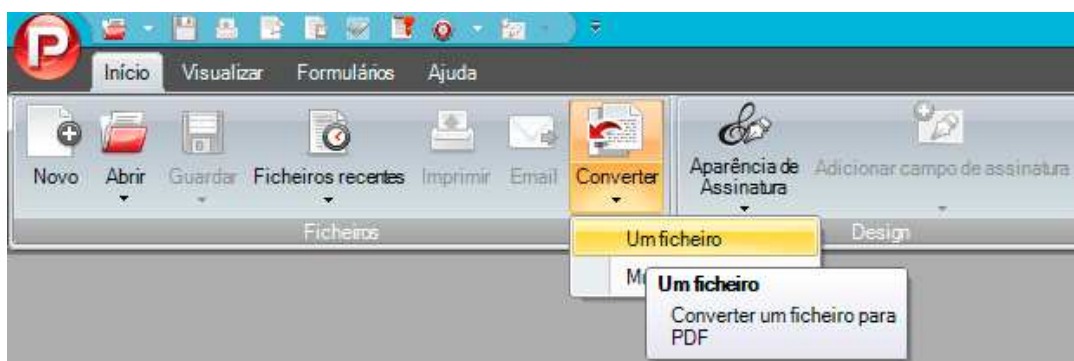 P
Início Visualizar Formulários Ajuda
Novo Abrir Guardar Ficheiros recentes Imprimir Email Converter Aparência de Assinatura Adicionar campo de assinatura
Ficheiros Design
Um ficheiro
Um ficheiro
Converter um ficheiro para
PDF